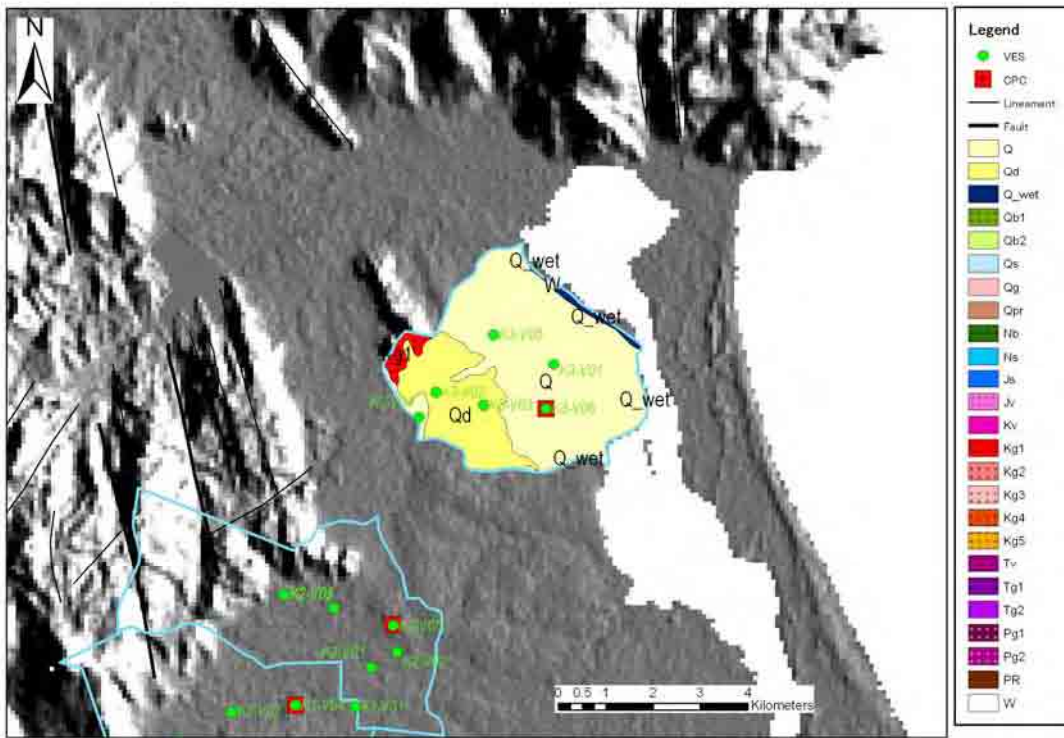 N
Q_wet
W
Q_wet
K3-V01
Q
Q_wet
Qd
Q_wet
0 0.5 1 2 3 4
Kilometers
Legend
VES
CPC
Lineament
Fault
Q
Qd
Q_wet
Qb1
Qb2
Qs
Qg
Qpr
Nb
Ns
Js
Jv
Kv
Kg1
Kg2
Kg3
Kg4
Kg5
Tv
Tg1
Tg2
Pg1
Pg2
PR
W